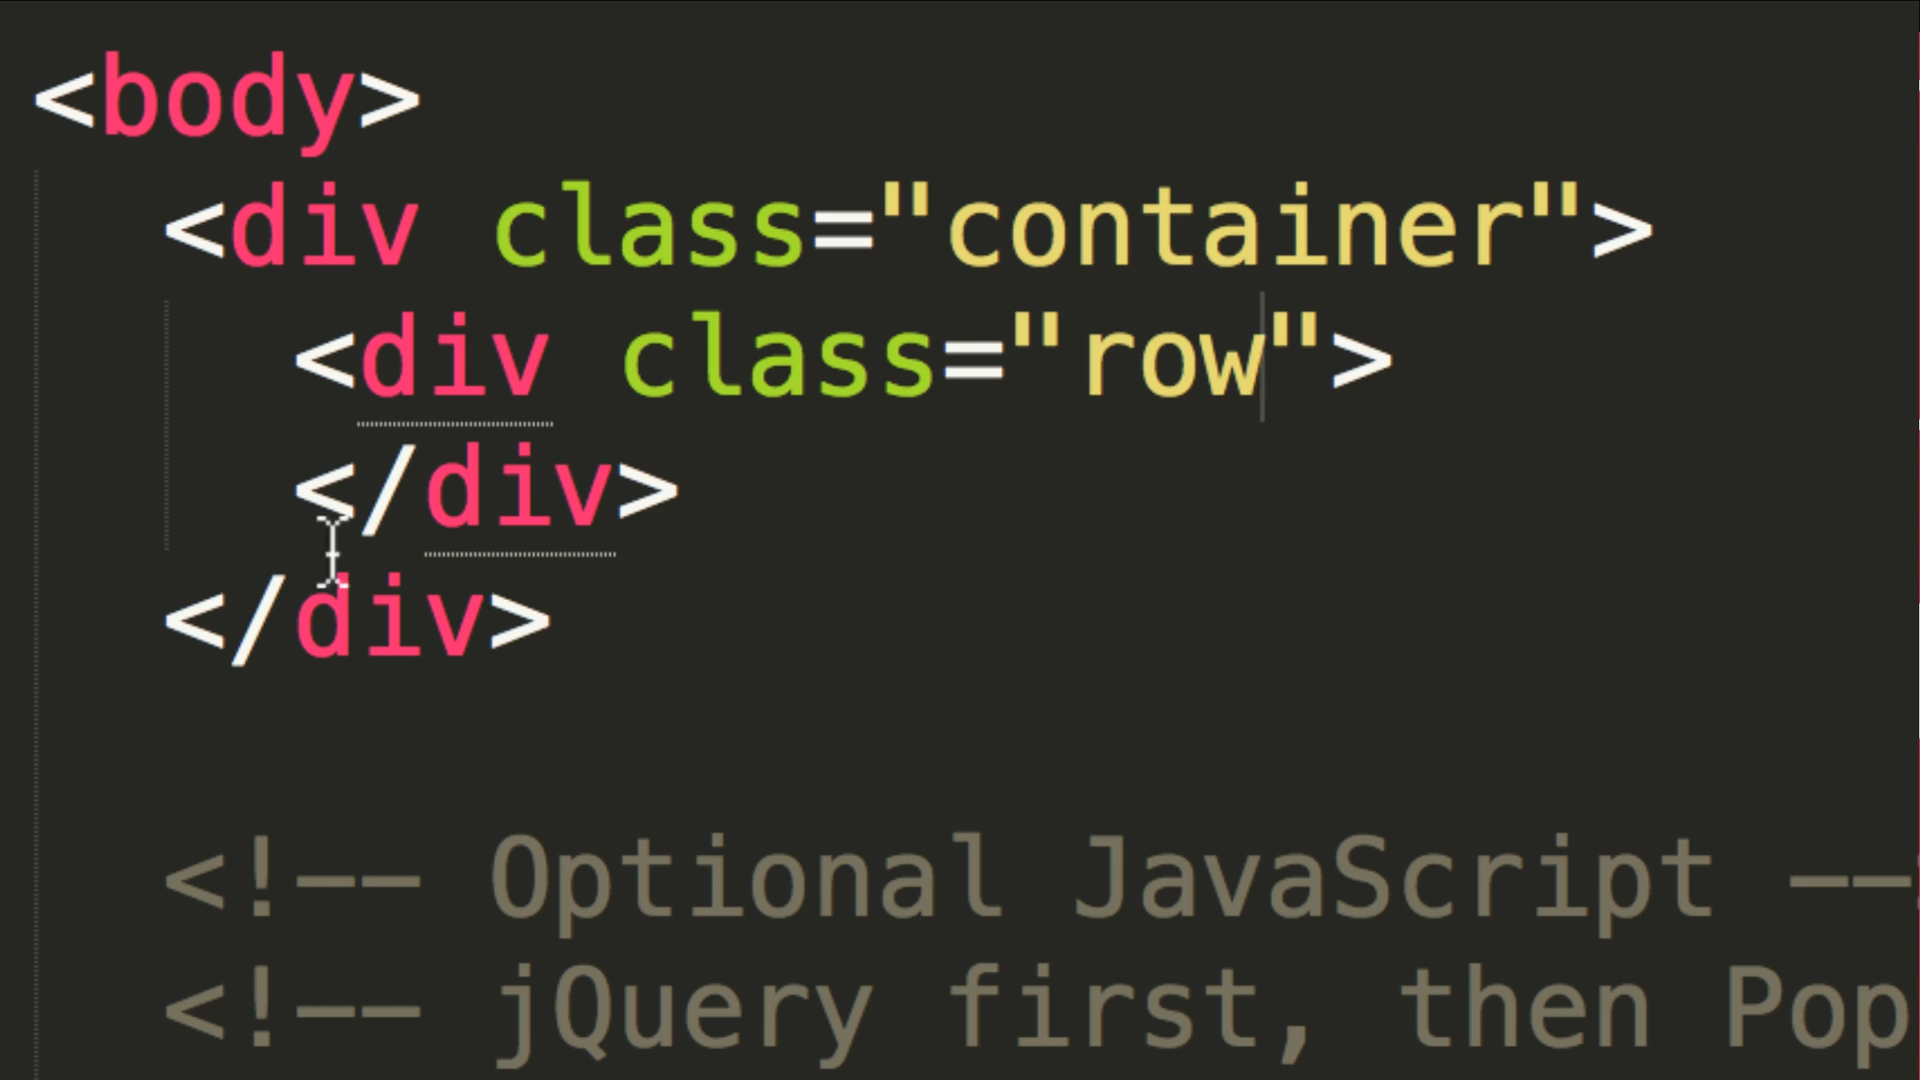 <body>
<div class="container">
<div class="row">
</div>
</div>
<!-- Optional JavaScript --
<!-- jQuery first, then Pop